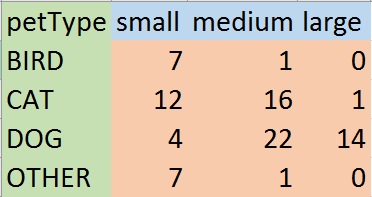 petType small medium large
BIRD 7 1 0
CAT 12 16 1
DOG 4 22 14
OTHER 7 1 0